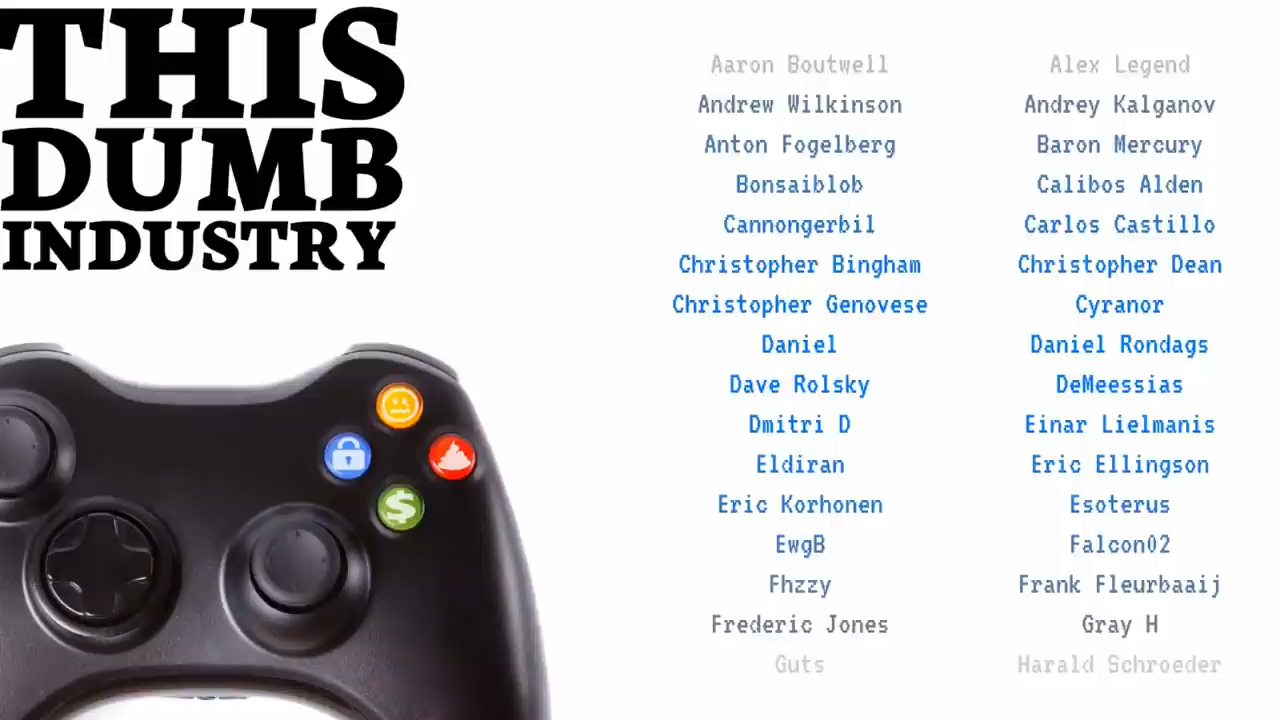 THIS
DUMB
INDUSTRY
Aaron Boutwell
Alex Legend
Andrew Wilkinson
Andrey Kalganov
Anton Fogelberg
Baron Mercury
Bonsaiblob
Calibos Alden
Cannongerbil
Carlos Castillo
Christopher Bingham
Christopher Dean
Christopher Genovese
Cyranor
Daniel
Daniel Rondags
Dave Rolsky
DeMeessias
Dmitri D
Einar Lielmanis
Eldiran
Eric Ellingson
Eric Korhonen
Esoterus
EwgB
Falcon02
Fhzzy
Frank Fleurbaaij
Frederic Jones
Gray H
Guts
Harald Schroeder
$